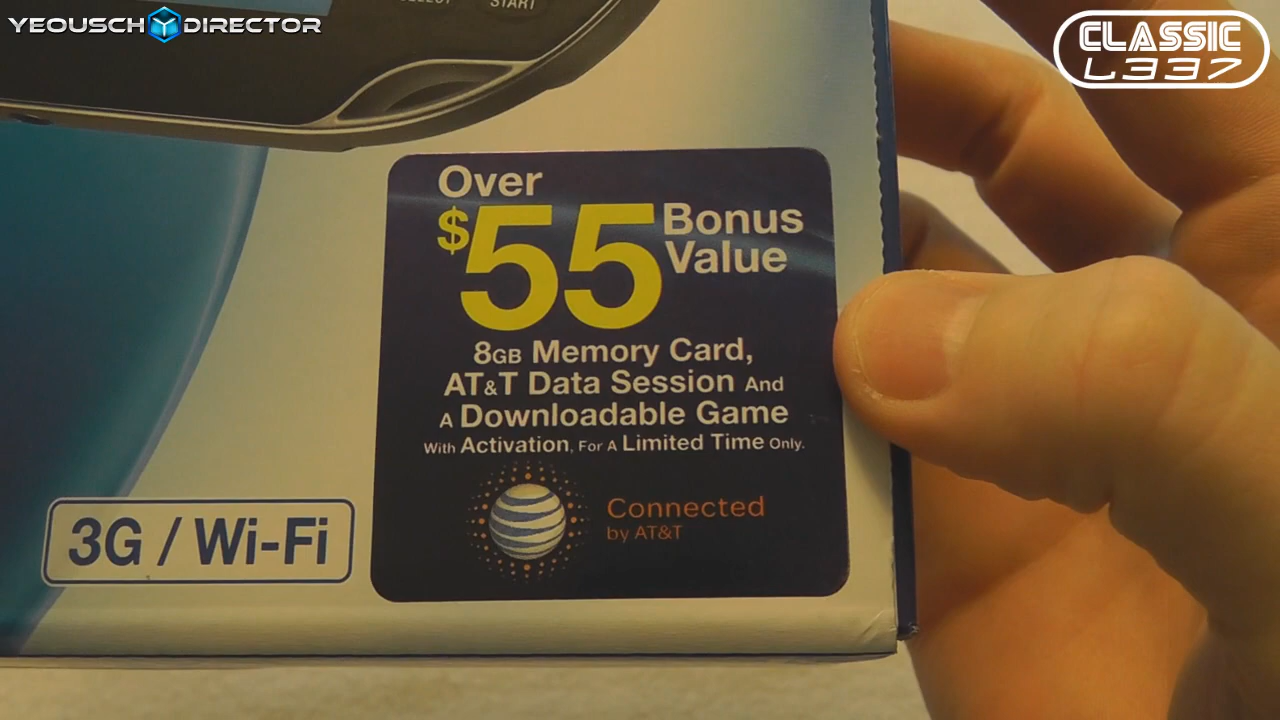 YEOUSCH DIRECTOR
CLASSIC
L337
START
Over
$55 Bonus
Value
8GB Memory Card,
AT&T Data Session And
A Downloadable Game
With Activation, For A Limited Time Only.
Connected
by AT&T
3G / Wi-Fi